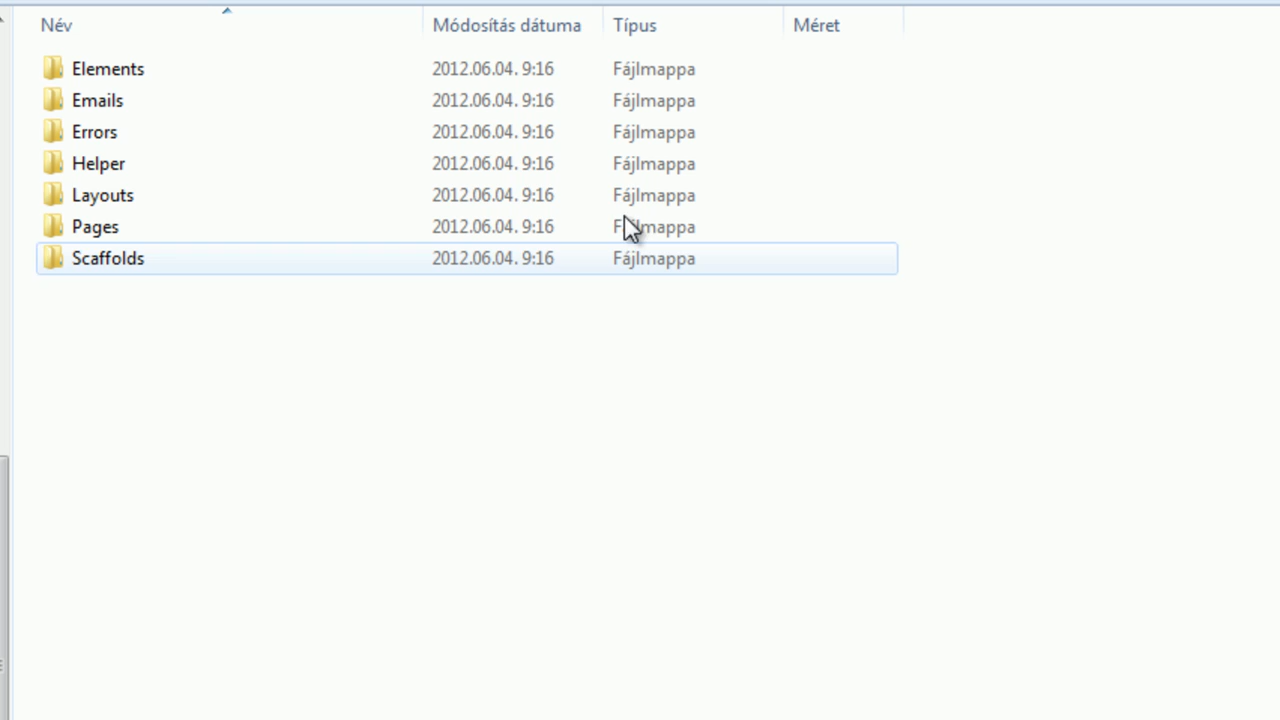 Név Módosítás dátuma Típus Méret
Elements 2012.06.04. 9:16 Fájlmappa
Emails 2012.06.04. 9:16 Fájlmappa
Errors 2012.06.04. 9:16 Fájlmappa
Helper 2012.06.04. 9:16 Fájlmappa
Layouts 2012.06.04. 9:16 Fájlmappa
Pages 2012.06.04. 9:16 Fájlmappa
Scaffolds 2012.06.04. 9:16 Fájlmappa